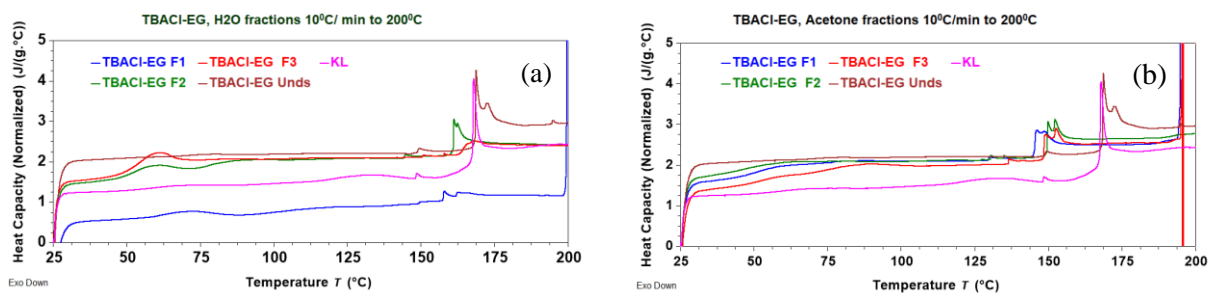 TBACl-EG, H2O fractions 10⁰C/ min to 200⁰C
Heat Capacity (Normalized) (J/(g.°C))
5
4
3
2
1
0
TBACl-EG F1 TBACl-EG F3 KL
TBACl-EG F2 TBACl-EG Unds
(a)
25 50 75 100 125 150 175 200
Temperature T (°C)
Exo Down
TBACl-EG, Acetone fractions 10⁰C/min to 200⁰C
Heat Capacity (Normalized) (J/(g.°C))
5
4
3
2
1
0
TBACl-EG F1 TBACl-EG F3 KL
TBACl-EG F2 TBACl-EG Unds
(b)
25 50 75 100 125 150 175 200
Temperature T (°C)
Exo Down